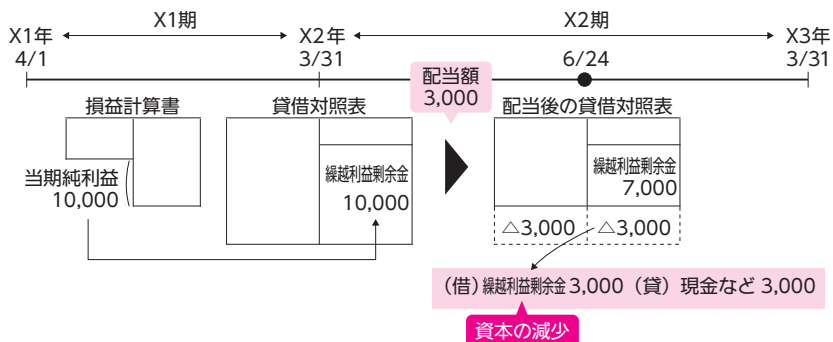 X1期
X2期
X1年
4/1
X2年
3/31
6/24
X3年
3/31
配当額
3,000
損益計算書
貸借対照表
配当後の貸借対照表
当期純利益
10,000
繰越利益剰余金
10,000
繰越利益剰余金
7,000
△3,000
△3,000
(借)繰越利益剰余金 3,000 (貸) 現金など 3,000
資本の減少